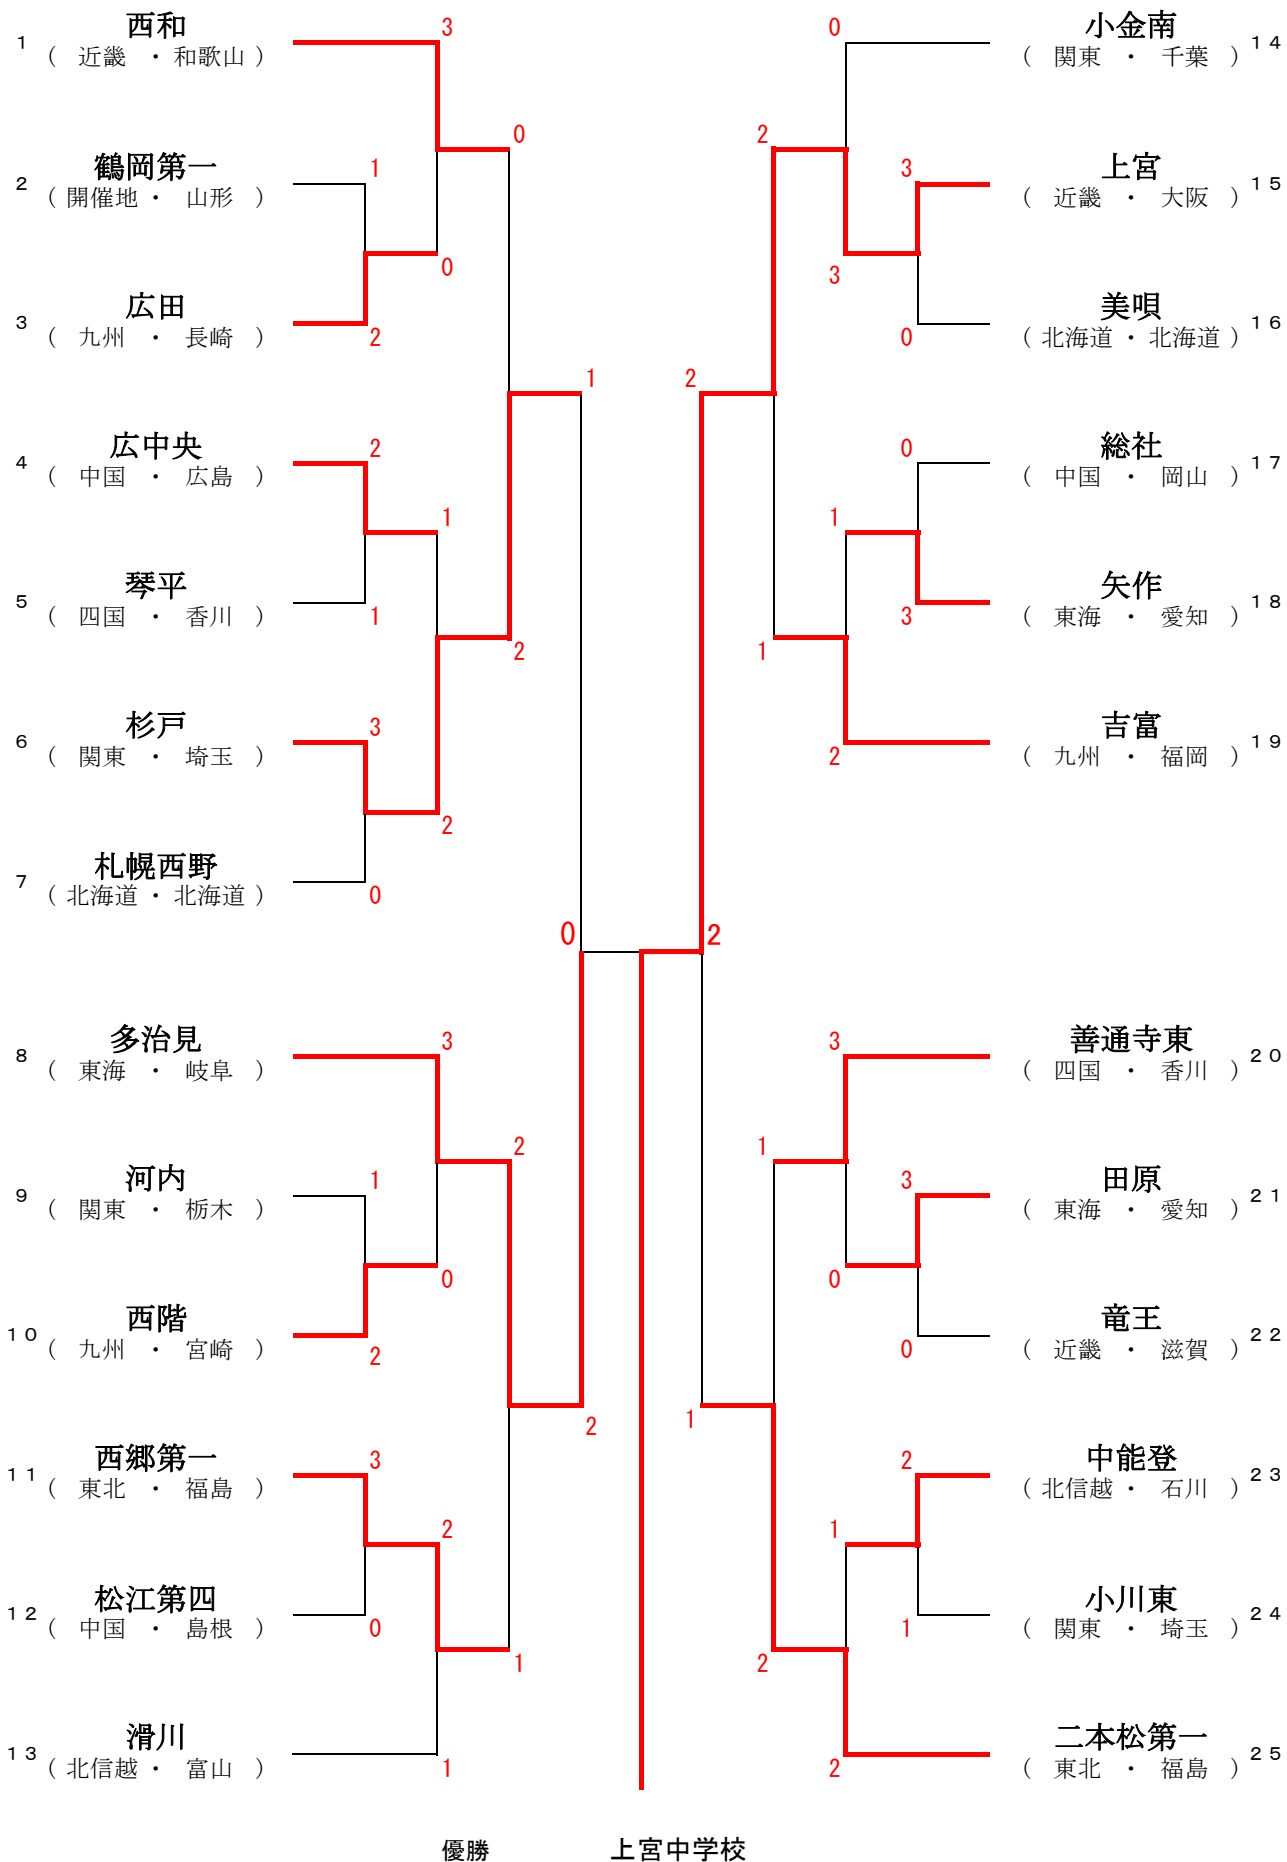 西和
1 （ 近畿 ・ 和歌山 ）
3
0
鶴岡第一
2 （ 開催地 ・ 山形 ）
1
0
広田
3 （ 九州 ・ 長崎 ）
2
1
広中央
4 （ 中国 ・ 広島 ）
2
1
琴平
5 （ 四国 ・ 香川 ）
1
2
杉戸
6 （ 関東 ・ 埼玉 ）
3
2
札幌西野
7 （ 北海道 ・ 北海道 ）
0
0
多治見
8 （ 東海 ・ 岐阜 ）
3
2
河内
9 （ 関東 ・ 栃木 ）
1
0
西階
10 （ 九州 ・ 宮崎 ）
2
2
西郷第一
11 （ 東北 ・ 福島 ）
3
2
松江第四
12 （ 中国 ・ 島根 ）
0
1
滑川
13 （ 北信越 ・ 富山 ）
1
0
小金南
（ 関東 ・ 千葉 ） 14
2
3
上宮
（ 近畿 ・ 大阪 ） 15
3
美唄
（ 北海道 ・ 北海道 ） 16
0
2
0
総社
（ 中国 ・ 岡山 ） 17
1
矢作
（ 東海 ・ 愛知 ） 18
3
1
吉富
（ 九州 ・ 福岡 ） 19
2
2
3
善通寺東
（ 四国 ・ 香川 ） 20
1
3
田原
（ 東海 ・ 愛知 ） 21
0
竜王
（ 近畿 ・ 滋賀 ） 22
0
1
2
中能登
（ 北信越 ・ 石川 ） 23
1
小川東
（ 関東 ・ 埼玉 ） 24
1
2
二本松第一
（ 東北 ・ 福島 ） 25
2
優勝 上宮中学校